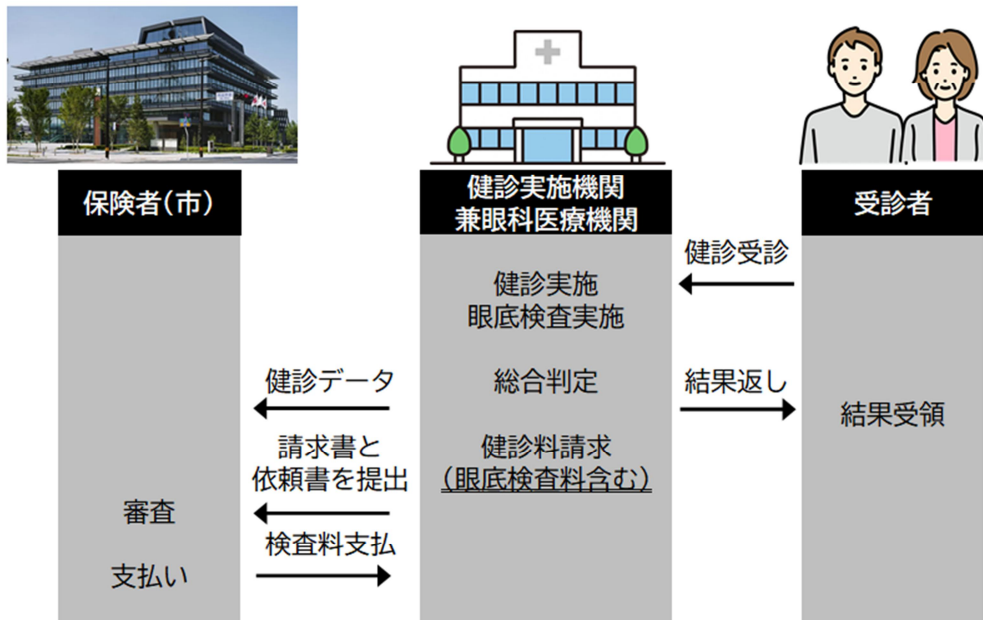 保険者(市)
健診実施機関
兼眼科医療機関
受診者
健診受診
健診実施
眼底検査実施
健診データ
総合判定
結果返し
結果受領
請求書と
依頼書を提出
健診料請求
(眼底検査料含む)
審査
検査料支払
支払い